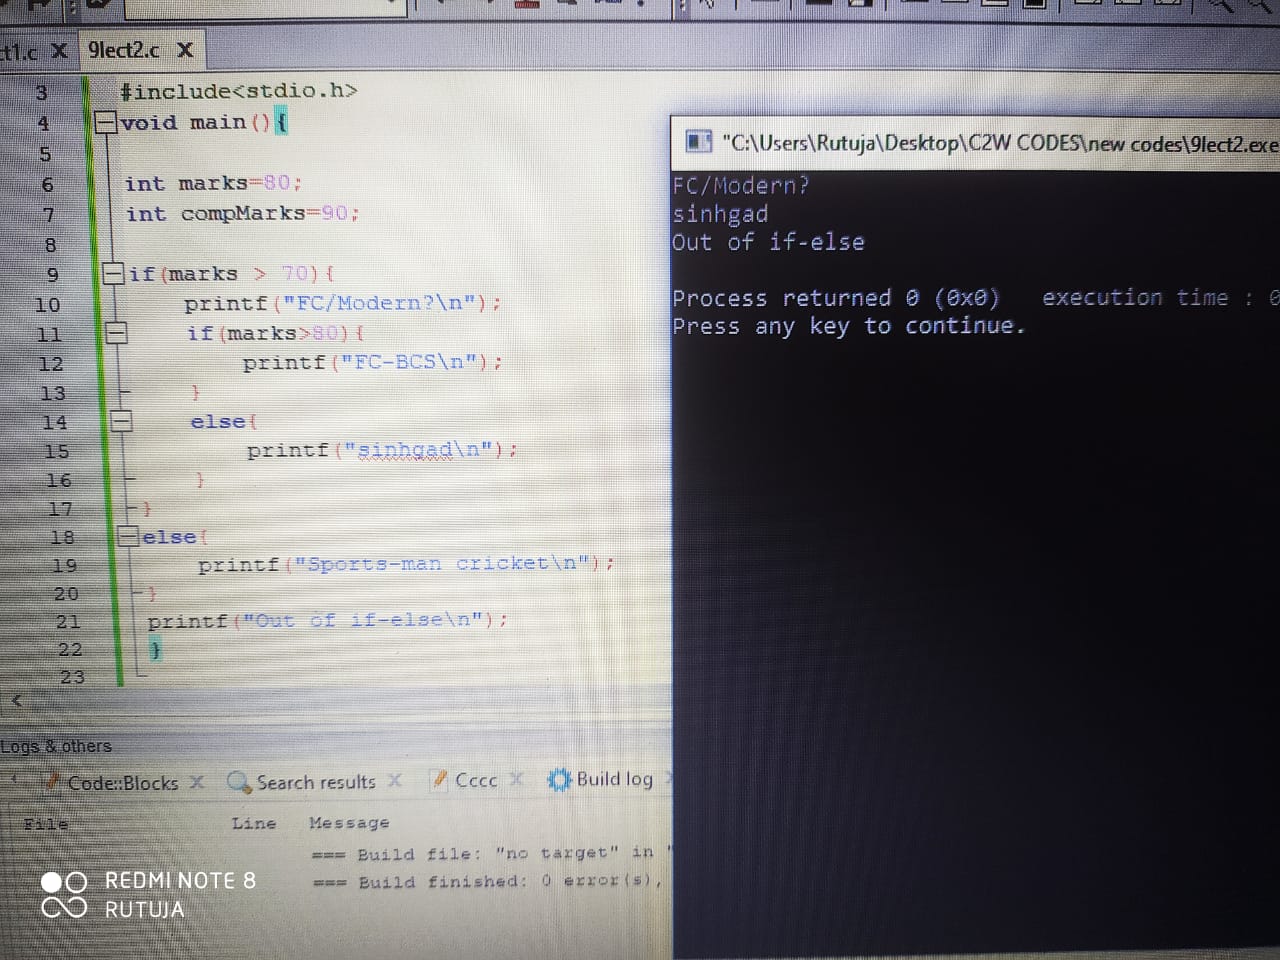 t1.c X 9lect2.c X
3 #include<stdio.h>
4 void main(){
5
6 int marks=80;
7 int compMarks=90;
8
9 if(marks > 70){
10 printf("FC/Modern?\n");
11 if(marks>80){
12 printf("FC-BCS\n");
13 }
14 else{
15 printf("sinhgad\n");
16 }
17 }
18 else{
19 printf("Sports-man cricket\n");
20 }
21 printf("Out of if-else\n");
22 }
23
"C:\Users\Rutuja\Desktop\C2W CODES\new codes\9lect2.exe
FC/Modern?
sinhgad
Out of if-else
Process returned 0 (0x0) execution time : 0
Press any key to continue.
Logs & others
Code::Blocks X Search results X Cccc X Build log
File Line Message
=== Build file: "no target" in "
=== Build finished: 0 error(s),
REDMI NOTE 8
RUTUJA